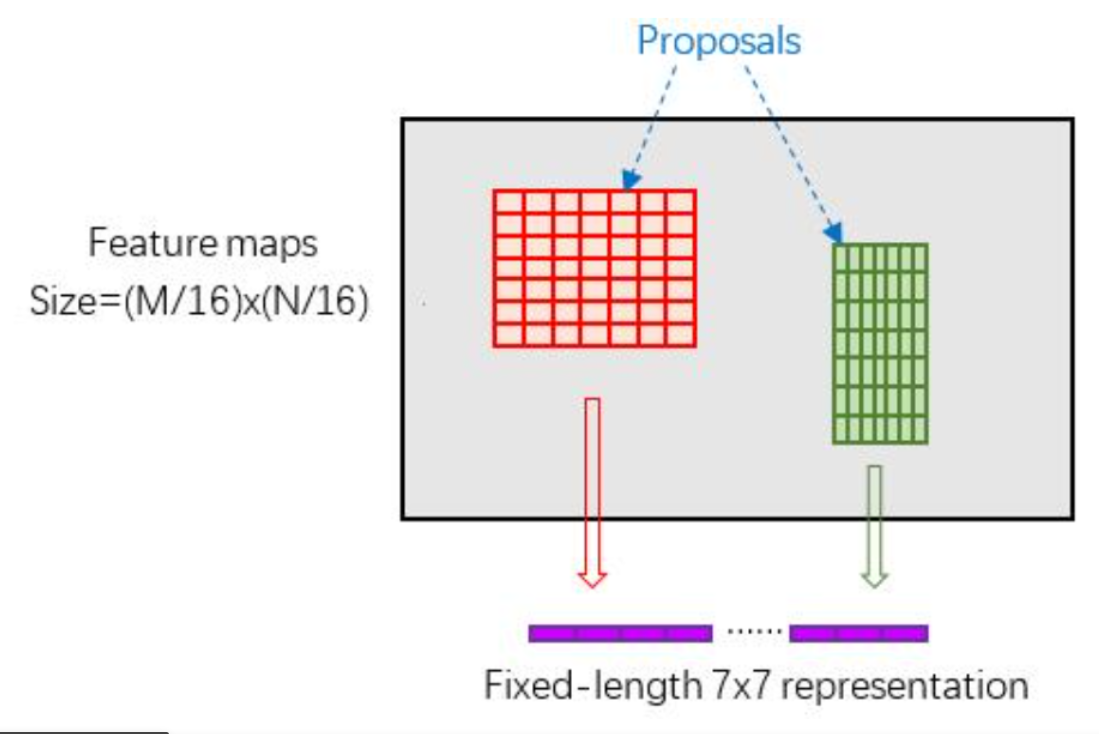 Proposals
Feature maps
Size=(M/16)x(N/16)
Fixed-length 7x7 representation